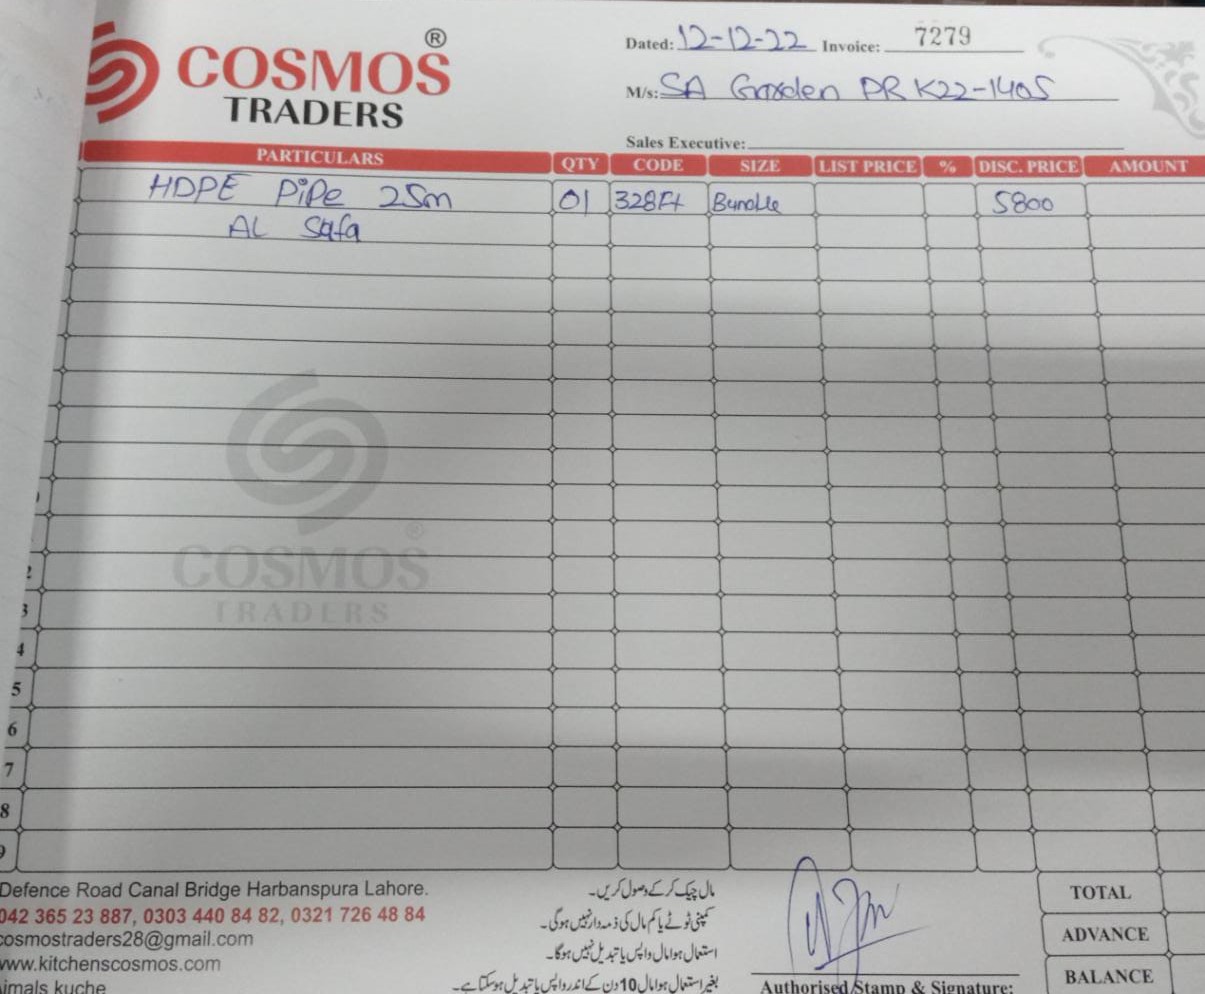 COSMOS ®
TRADERS
Dated: 12-12-22 Invoice: 7279
M/s: SA Garden PR K22-1405
Sales Executive:
PARTICULARS QTY CODE SIZE LIST PRICE % DISC. PRICE AMOUNT
HDPE PiPe 25m 01 328Ft Bundle 5800
AL Safa
COSMOS ®
TRADERS
2
3
4
5
6
7
8
9
Defence Road Canal Bridge Harbanspura Lahore.
042 365 23 887, 0303 440 84 82, 0321 726 48 84
cosmostraders28@gmail.com
www.kitchenscosmos.com
imals kuche
مال چیک کر کے وصول کریں۔
کمپنی ٹوٹے یا کم مال کی ذمہ دار نہیں ہوگی۔
استعمال ہوا مال واپس یا تبدیل نہیں ہوگا۔
بغیر استعمال ہوا مال 10 دن کے اندر واپس یا تبدیل ہوسکتا ہے۔
Authorised Stamp & Signature:
TOTAL
ADVANCE
BALANCE